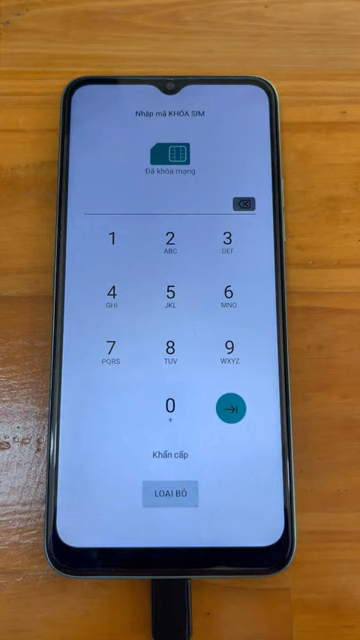 Nhập mã KHÓA SIM
Đã khóa mạng
1 2 3
ABC DEF
4 5 6
GHI JKL MNO
7 8 9
PQRS TUV WXYZ
0
+
Khẩn cấp
LOẠI BỎ